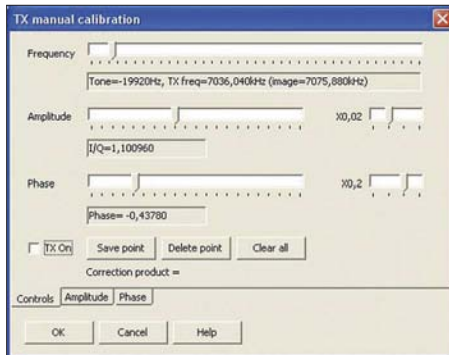 TX manual calibration
Frequency
Tone=-19920Hz, TX freq=7036,040kHz (image=7075,880kHz)
Amplitude X0,02
I/Q=1,100960
Phase X0,2
Phase= -0,43780
TX On Save point Delete point Clear all
Correction product =
Controls Amplitude Phase
OK Cancel Help